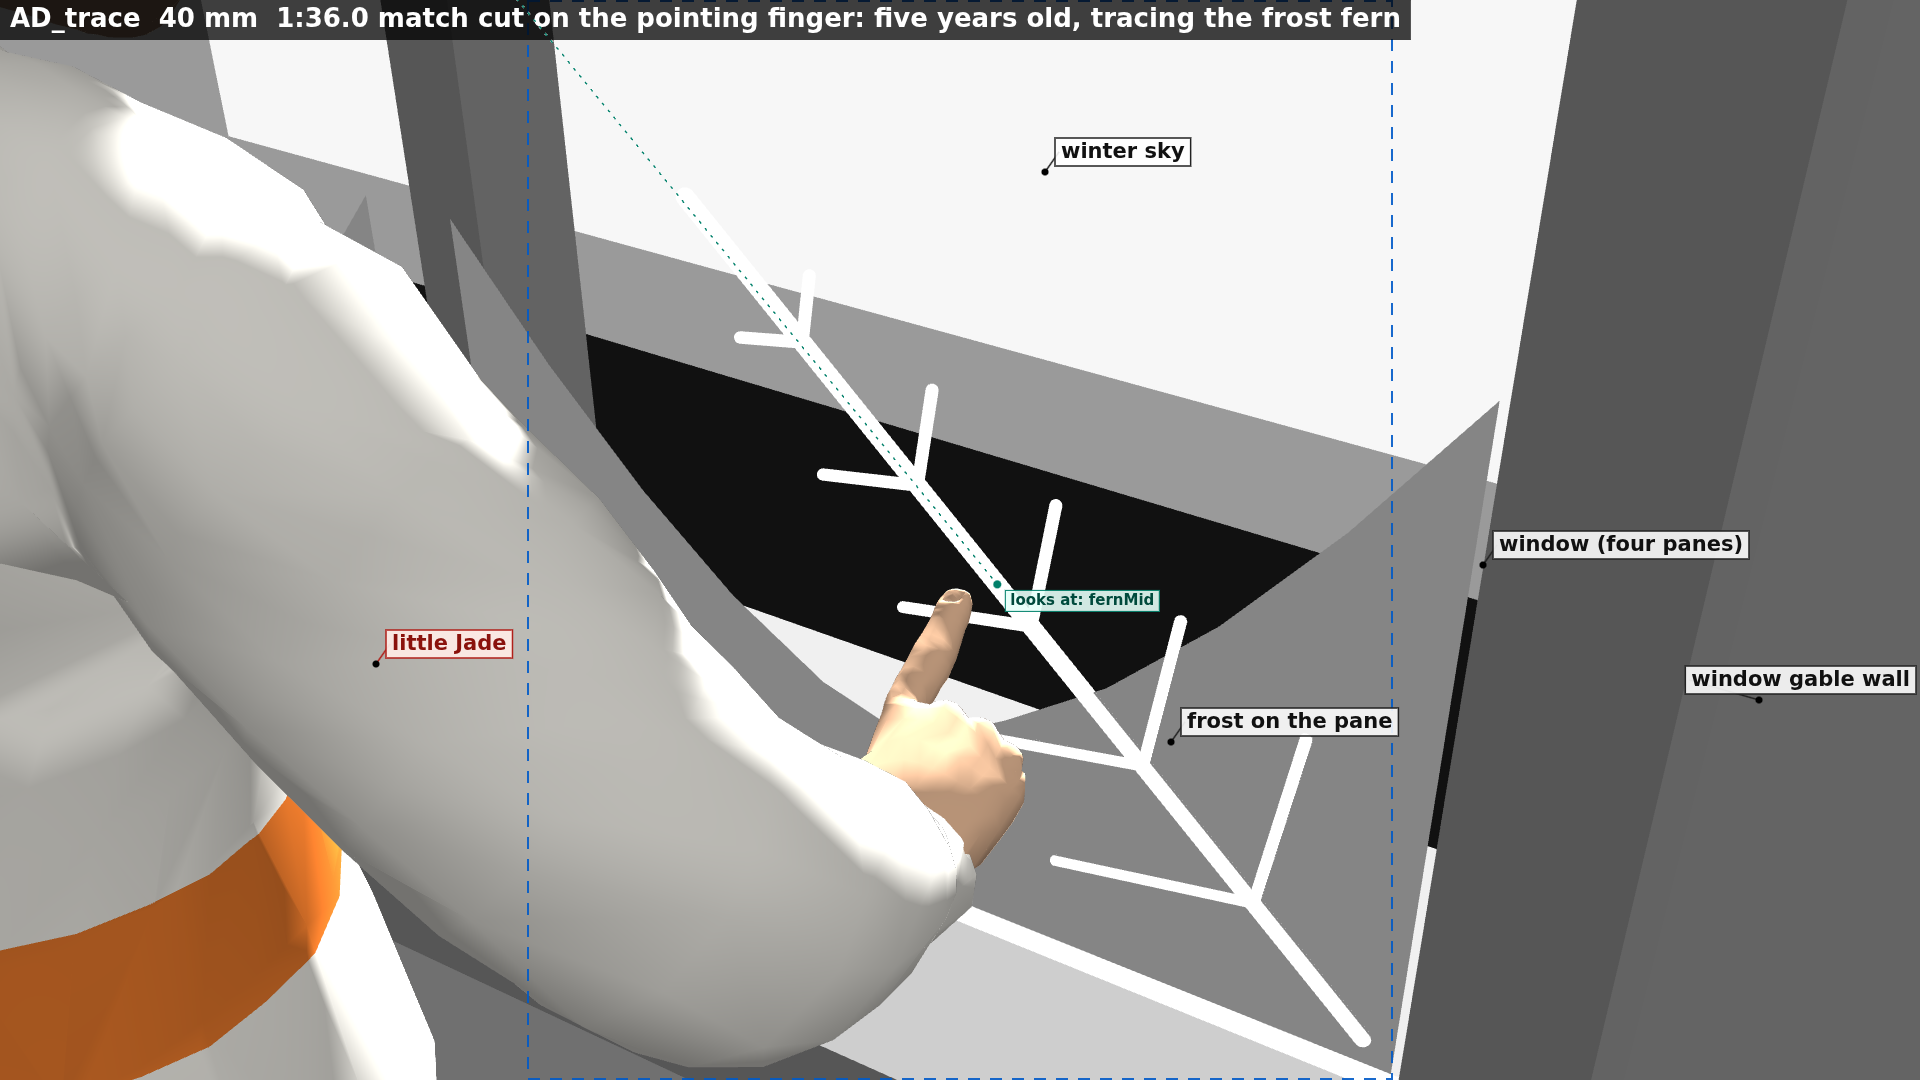 AD_trace  40 mm  1:36.0 match cut on the pointing finger: five years old, tracing the frost fern
winter sky
window (four panes)
looks at: fernMid
little Jade
window gable wall
frost on the pane